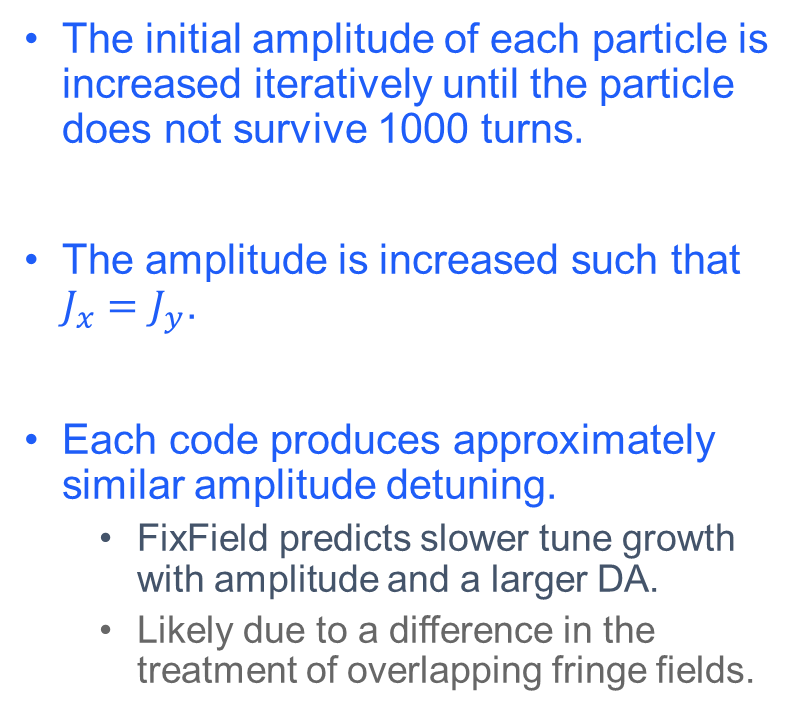 • The initial amplitude of each particle is
increased iteratively until the particle
does not survive 1000 turns.
• The amplitude is increased such that
𝐽𝑥 = 𝐽𝑦.
• Each code produces approximately
similar amplitude detuning.
• FixField predicts slower tune growth
with amplitude and a larger DA.
• Likely due to a difference in the
treatment of overlapping fringe fields.